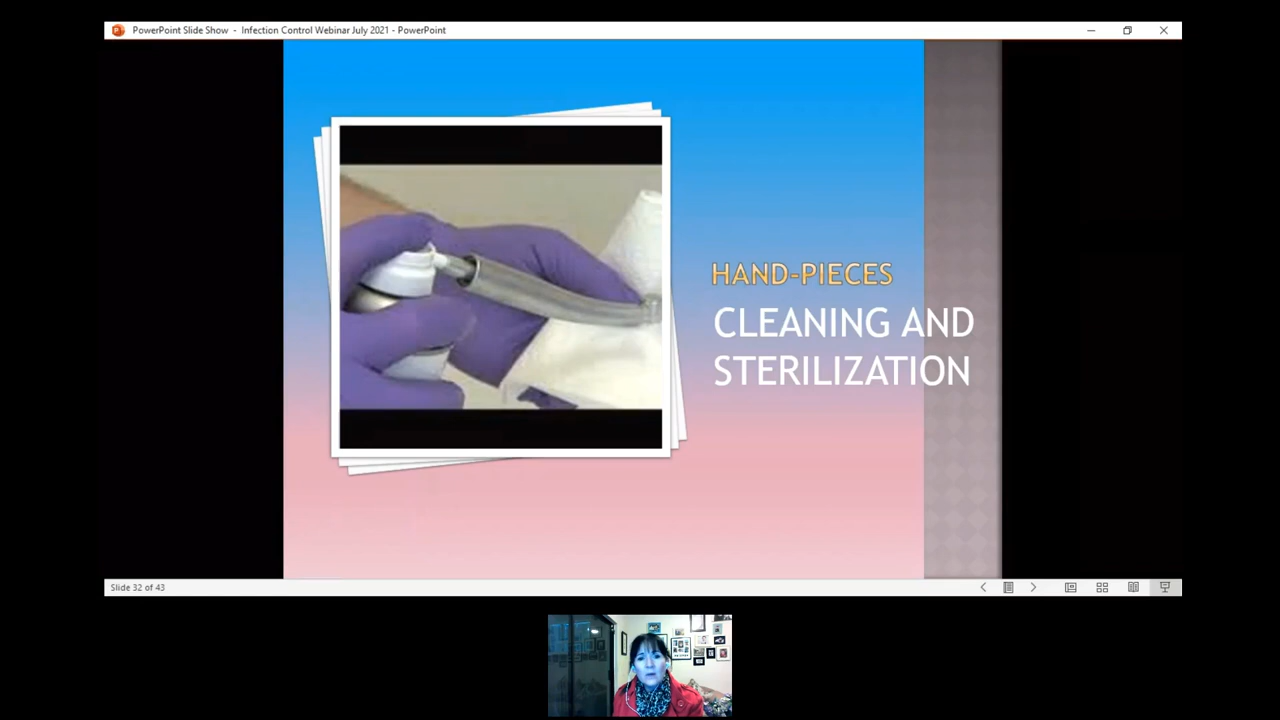 PowerPoint Slide Show - Infection Control Webinar July 2021 - PowerPoint
HAND-PIECES
CLEANING AND
STERILIZATION
Slide 32 of 43